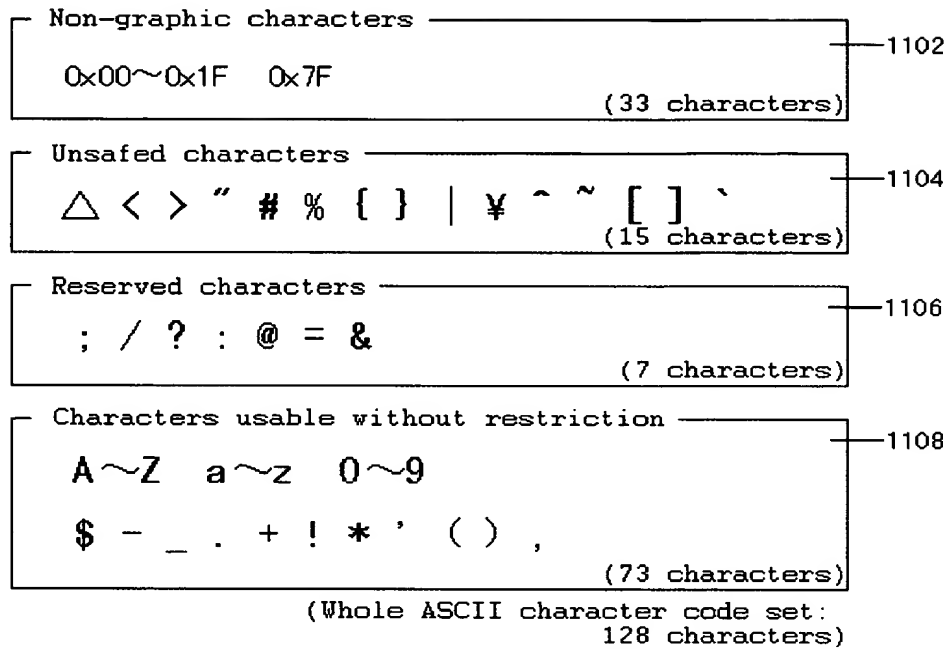 Non-graphic characters
1102
0x00～0x1F 0x7F
(33 characters)
Unsafed characters
1104
△ < > ″ # % { } | ¥ ^ ~ [ ] `
(15 characters)
Reserved characters
1106
; / ? : @ = &
(7 characters)
Characters usable without restriction
1108
A～Z a～z 0～9
$ - _ . + ! * ' ( ) ,
(73 characters)
(Whole ASCII character code set:
128 characters)